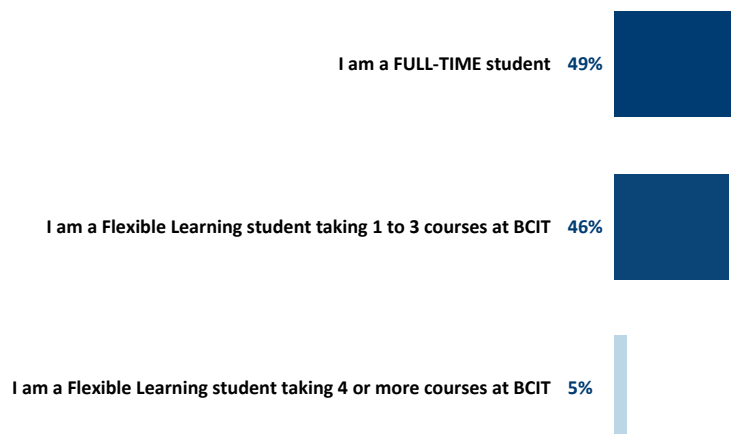 I am a FULL-TIME student 49%
I am a Flexible Learning student taking 1 to 3 courses at BCIT 46%
I am a Flexible Learning student taking 4 or more courses at BCIT 5%